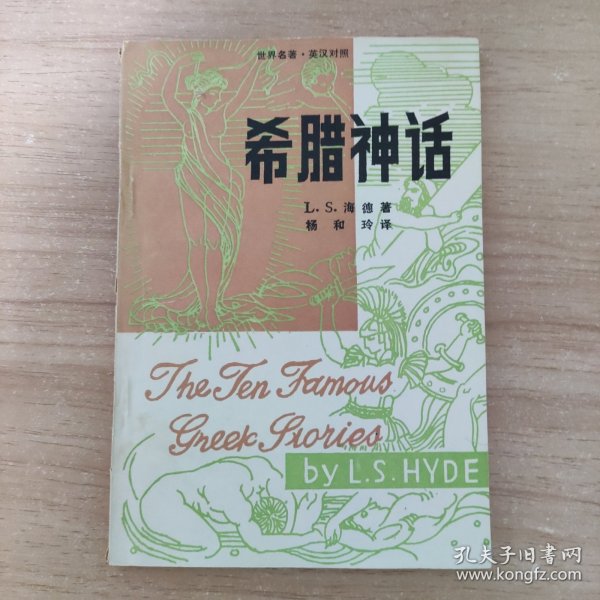 世界名著·英汉对照
希腊神话
L.S.海德著
杨和玲译
The Ten Famous
Greek Stories
by L.S. HYDE
孔夫子旧书网
www.kongfz.com